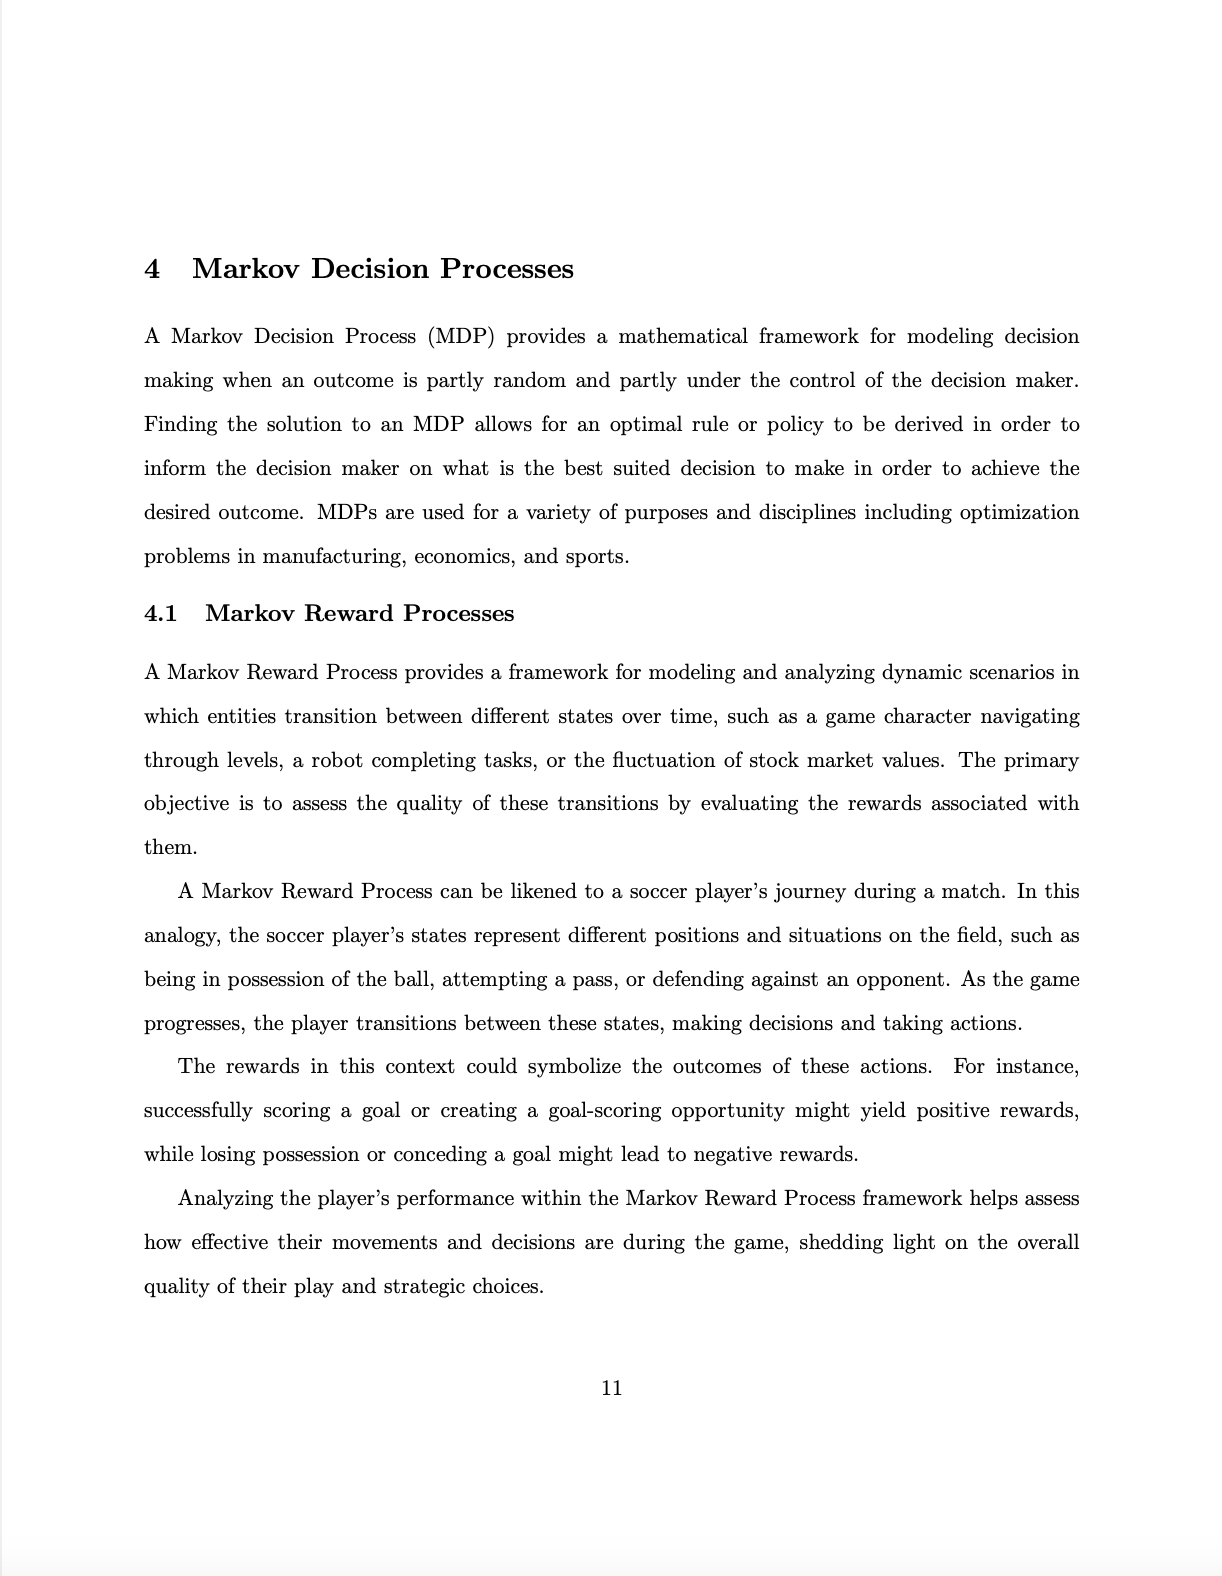 4 Markov Decision Processes
A Markov Decision Process (MDP) provides a mathematical framework for modeling decision
making when an outcome is partly random and partly under the control of the decision maker.
Finding the solution to an MDP allows for an optimal rule or policy to be derived in order to
inform the decision maker on what is the best suited decision to make in order to achieve the
desired outcome. MDPs are used for a variety of purposes and disciplines including optimization
problems in manufacturing, economics, and sports.
4.1 Markov Reward Processes
A Markov Reward Process provides a framework for modeling and analyzing dynamic scenarios in
which entities transition between different states over time, such as a game character navigating
through levels, a robot completing tasks, or the fluctuation of stock market values. The primary
objective is to assess the quality of these transitions by evaluating the rewards associated with
them.
A Markov Reward Process can be likened to a soccer player's journey during a match. In this
analogy, the soccer player's states represent different positions and situations on the field, such as
being in possession of the ball, attempting a pass, or defending against an opponent. As the game
progresses, the player transitions between these states, making decisions and taking actions.
The rewards in this context could symbolize the outcomes of these actions. For instance,
successfully scoring a goal or creating a goal-scoring opportunity might yield positive rewards,
while losing possession or conceding a goal might lead to negative rewards.
Analyzing the player's performance within the Markov Reward Process framework helps assess
how effective their movements and decisions are during the game, shedding light on the overall
quality of their play and strategic choices.
11